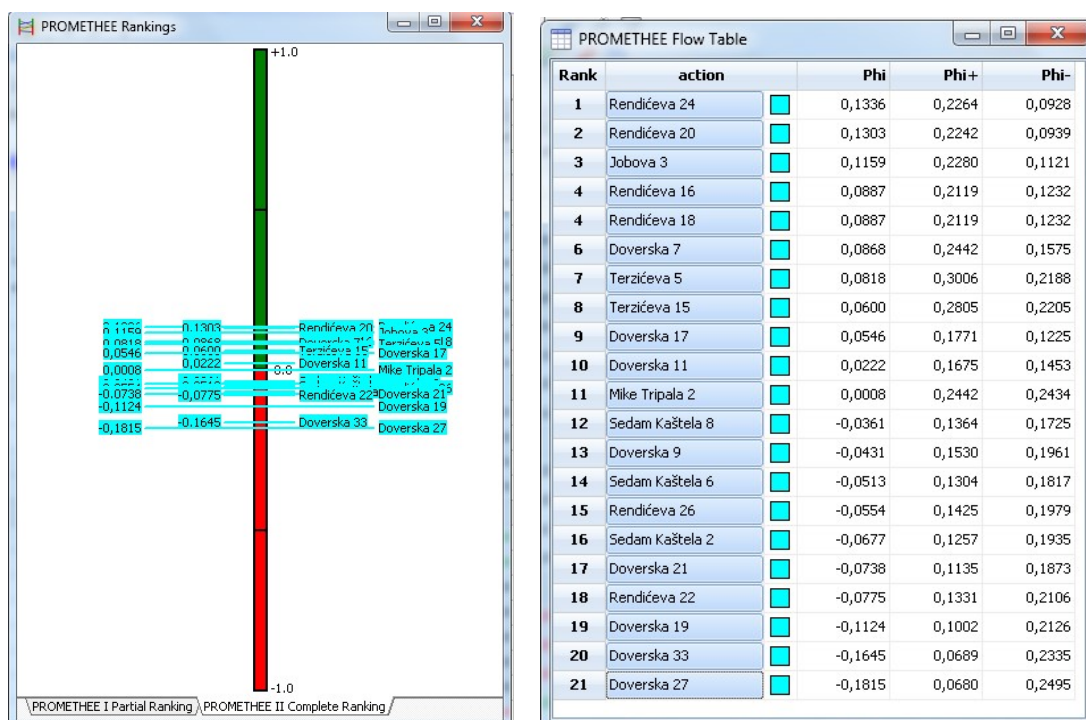 PROMETHEE Rankings
+1.0
0.1303 Rendićeva 20
0.1159
0.0818
0,0546 Doverska 17
0,0222 Doverska 11
0,0008 Mike Tripala 2
-0.0738 -0,0775 Rendićeva 22 Doverska 21
-0,1124 Doverska 19
-0.1645 Doverska 33
-0,1815 Doverska 27
-1.0
PROMETHEE I Partial Ranking PROMETHEE II Complete Ranking
PROMETHEE Flow Table
Rank action Phi Phi+ Phi-
1 Rendićeva 24 0,1336 0,2264 0,0928
2 Rendićeva 20 0,1303 0,2242 0,0939
3 Jobova 3 0,1159 0,2280 0,1121
4 Rendićeva 16 0,0887 0,2119 0,1232
4 Rendićeva 18 0,0887 0,2119 0,1232
6 Doverska 7 0,0868 0,2442 0,1575
7 Terzićeva 5 0,0818 0,3006 0,2188
8 Terzićeva 15 0,0600 0,2805 0,2205
9 Doverska 17 0,0546 0,1771 0,1225
10 Doverska 11 0,0222 0,1675 0,1453
11 Mike Tripala 2 0,0008 0,2442 0,2434
12 Sedam Kaštela 8 -0,0361 0,1364 0,1725
13 Doverska 9 -0,0431 0,1530 0,1961
14 Sedam Kaštela 6 -0,0513 0,1304 0,1817
15 Rendićeva 26 -0,0554 0,1425 0,1979
16 Sedam Kaštela 2 -0,0677 0,1257 0,1935
17 Doverska 21 -0,0738 0,1135 0,1873
18 Rendićeva 22 -0,0775 0,1331 0,2106
19 Doverska 19 -0,1124 0,1002 0,2126
20 Doverska 33 -0,1645 0,0689 0,2335
21 Doverska 27 -0,1815 0,0680 0,2495